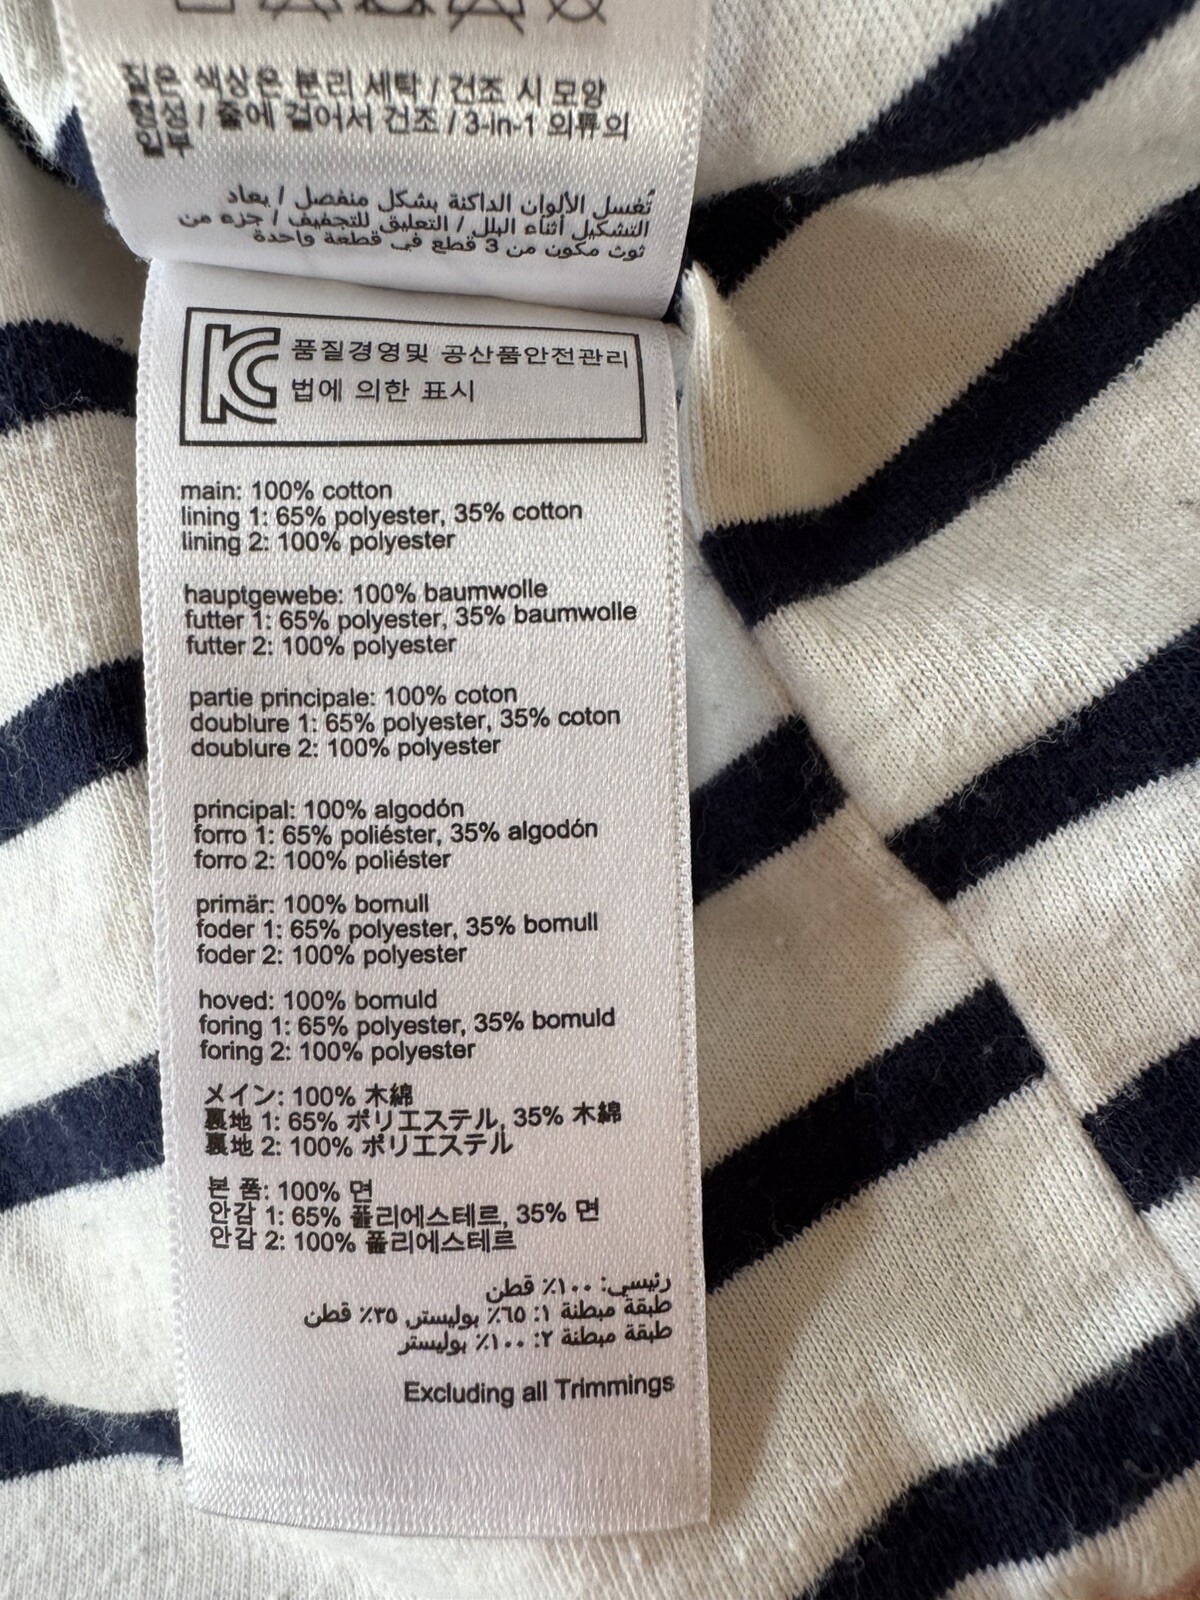 짙은 색상은 분리 세탁 / 건조 시 모양
형성 / 줄에 걸어서 건조 / 3-in-1 의류의
일부
تُغسل الألوان الداكنة بشكل منفصل / يعاد
التشكيل أثناء البلل / التعليق للتجفيف / جزء من
ثوث مكون من 3 قطع في قطعة واحدة
KC
품질경영및 공산품안전관리
법에 의한 표시
main: 100% cotton
lining 1: 65% polyester, 35% cotton
lining 2: 100% polyester
hauptgewebe: 100% baumwolle
futter 1: 65% polyester, 35% baumwolle
futter 2: 100% polyester
partie principale: 100% coton
doublure 1: 65% polyester, 35% coton
doublure 2: 100% polyester
principal: 100% algodón
forro 1: 65% poliéster, 35% algodón
forro 2: 100% poliéster
primär: 100% bomull
foder 1: 65% polyester, 35% bomull
foder 2: 100% polyester
hoved: 100% bomuld
foring 1: 65% polyester, 35% bomuld
foring 2: 100% polyester
メイン: 100% 木綿
裏地 1: 65% ポリエステル, 35% 木綿
裏地 2: 100% ポリエステル
본 품: 100% 면
안감 1: 65% 폴리에스테르, 35% 면
안감 2: 100% 폴리에스테르
رئيسي: ١٠٠٪ قطن
طبقة مبطنة ١: ٦٥٪ بوليستر, ٣٥٪ قطن
طبقة مبطنة ٢: ١٠٠٪ بوليستر
Excluding all Trimmings